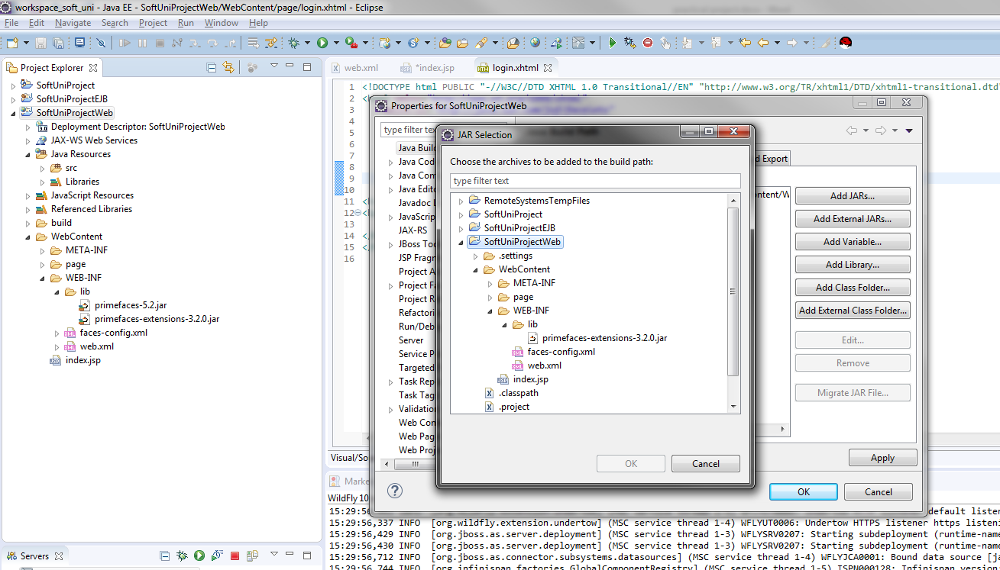 workspace_soft_uni - Java EE - SoftUniProjectWeb/WebContent/page/login.xhtml - Eclipse
File Edit Navigate Search Project Run Window Help
Project Explorer
SoftUniProject
SoftUniProjectEJB
SoftUniProjectWeb
Deployment Descriptor: SoftUniProjectWeb
JAX-WS Web Services
Java Resources
src
Libraries
JavaScript Resources
Referenced Libraries
build
WebContent
META-INF
page
WEB-INF
lib
primefaces-5.2.jar
primefaces-extensions-3.2.0.jar
faces-config.xml
web.xml
index.jsp
Servers
web.xml *index.jsp login.xhtml
1 <!DOCTYPE html PUBLIC "-//W3C//DTD XHTML 1.0 Transitional//EN" "http://www.w3.org/TR/xhtml1/DTD/xhtml1-transitional.dtd"
2 <h
3
4
5
6
7
8
9
10
11 <h
12 <
13
14 </
15 </
16
Visual/So
Properties for SoftUniProjectWeb
type filter tex
Java Build Path
Java Buil
Java Cod
Java Com
Java Edito
Javadoc L
JavaScrip
JAX-RS
JBoss Too
JSP Fragn
Project A
Project Fa
Project Re
Refactori
Run/Deb
Server
Service P
Targeted
Task Rep
Task Tag
Validatio
Web Con
Web Pag
Web Proj
d Export
ntent/W
Add JARs...
Add External JARs...
Add Variable...
Add Library...
Add Class Folder...
Add External Class Folder...
Edit...
Remove
Migrate JAR File...
Apply
OK Cancel
JAR Selection
Choose the archives to be added to the build path:
type filter text
RemoteSystemsTempFiles
SoftUniProject
SoftUniProjectEJB
SoftUniProjectWeb
.settings
WebContent
META-INF
page
WEB-INF
lib
primefaces-extensions-3.2.0.jar
faces-config.xml
web.xml
index.jsp
.classpath
.project
OK Cancel
Marke
WildFly 10
15:29:56 default listen
15:29:56,337 INFO [org.wildfly.extension.undertow] (MSC service thread 1-4) WFLYUT0006: Undertow HTTPS listener https listeni
15:29:56,429 INFO [org.jboss.as.server.deployment] (MSC service thread 1-3) WFLYSRV0207: Starting subdeployment (runtime-name
15:29:56,430 INFO [org.jboss.as.server.deployment] (MSC service thread 1-3) WFLYSRV0207: Starting subdeployment (runtime-name
15:29:56,712 INFO [org.jboss.as.connector.subsystems.datasources] (MSC service thread 1-4) WFLYJCA0001: Bound data source [j
15:29:56,744 INFO [org.infinispan.factories.GlobalComponentRegistry] (MSC service thread 1-5) ISPN000128: Infinispan version